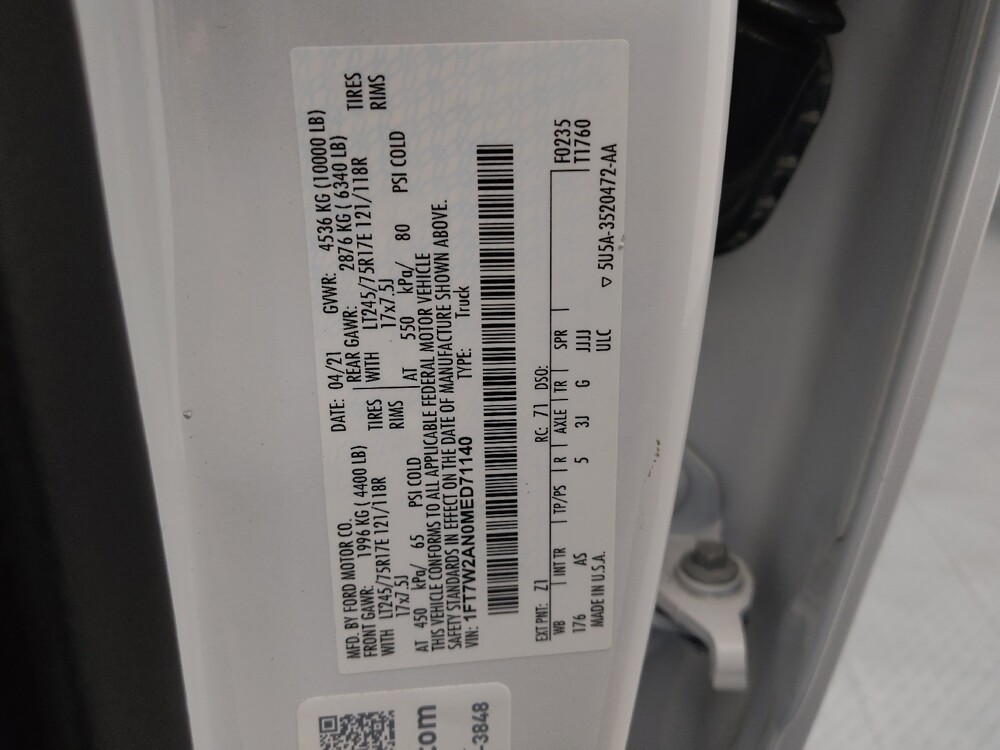 MFD. BY FORD MOTOR CO.
DATE: 04/21 GVWR: 4536 KG (10000 LB)
FRONT GAWR: 1996 KG ( 4400 LB) REAR GAWR: 2876 KG ( 6340 LB)
WITH LT245/75R17E 121/118R TIRES WITH LT245/75R17E 121/118R TIRES
17x7.5J RIMS 17x7.5J RIMS
AT 450 kPa/ 65 PSI COLD AT 550 kPa/ 80 PSI COLD
THIS VEHICLE CONFORMS TO ALL APPLICABLE FEDERAL MOTOR VEHICLE
SAFETY STANDARDS IN EFFECT ON THE DATE OF MANUFACTURE SHOWN ABOVE.
VIN: 1FT7W2AN0MED71140 TYPE: Truck
EXT PNT: Z1 RC: 71 DSO: F0235
WB INT TR TP/PS R AXLE TR SPR T1760
176 AS 5 3J G JJJJ
MADE IN U.S.A. ULC ▽ 5U5A-3520472-AA
com
-3848